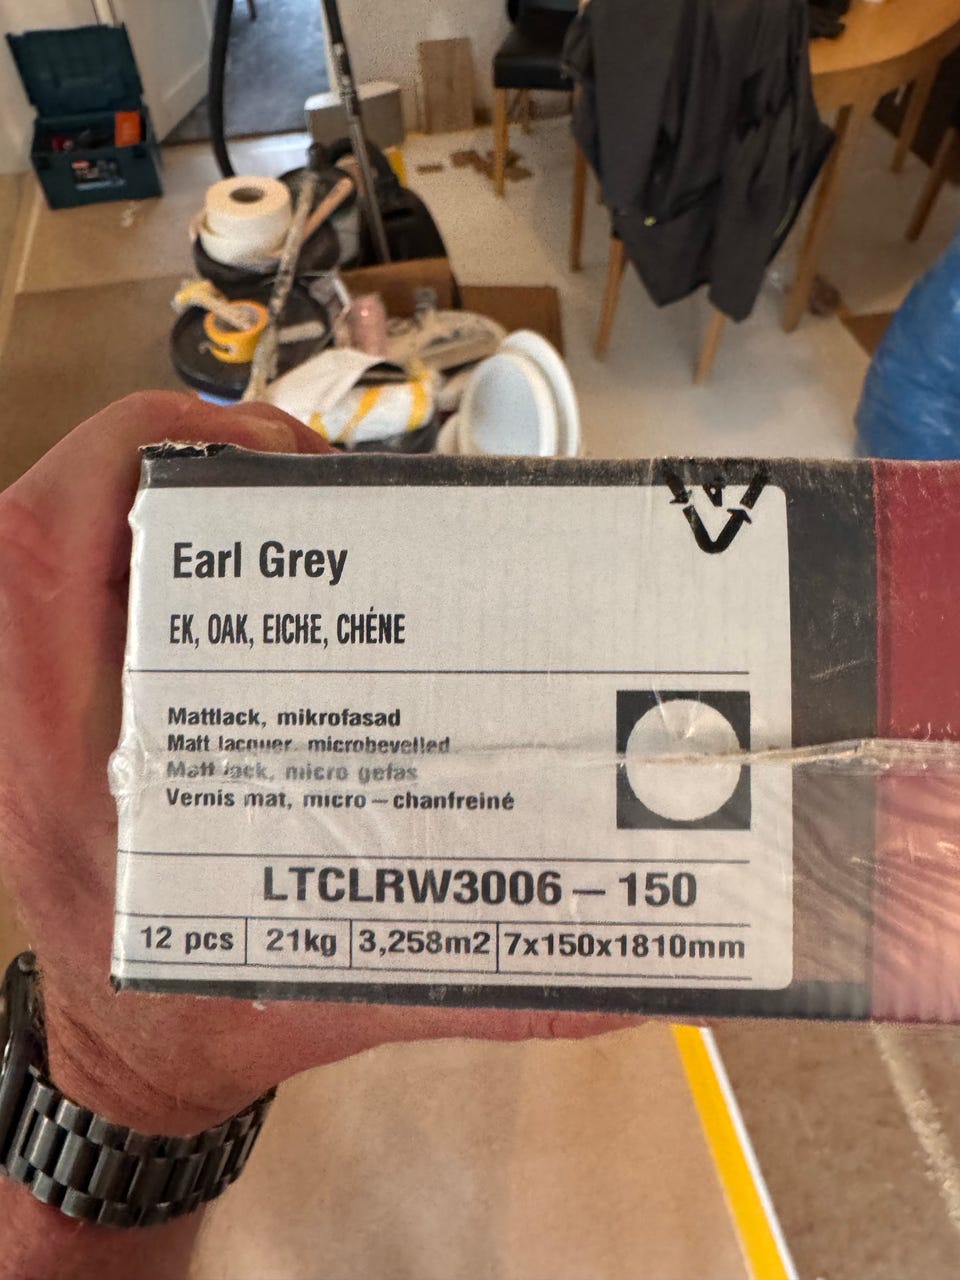 Earl Grey
EK, OAK, EICHE, CHÉNE
Mattlack, mikrofasad
Matt lacquer, microbevelled
Matt lack, micro gefas
Vernis mat, micro – chanfreiné
LTCLRW3006 – 150
12 pcs 21kg 3,258m2 7x150x1810mm